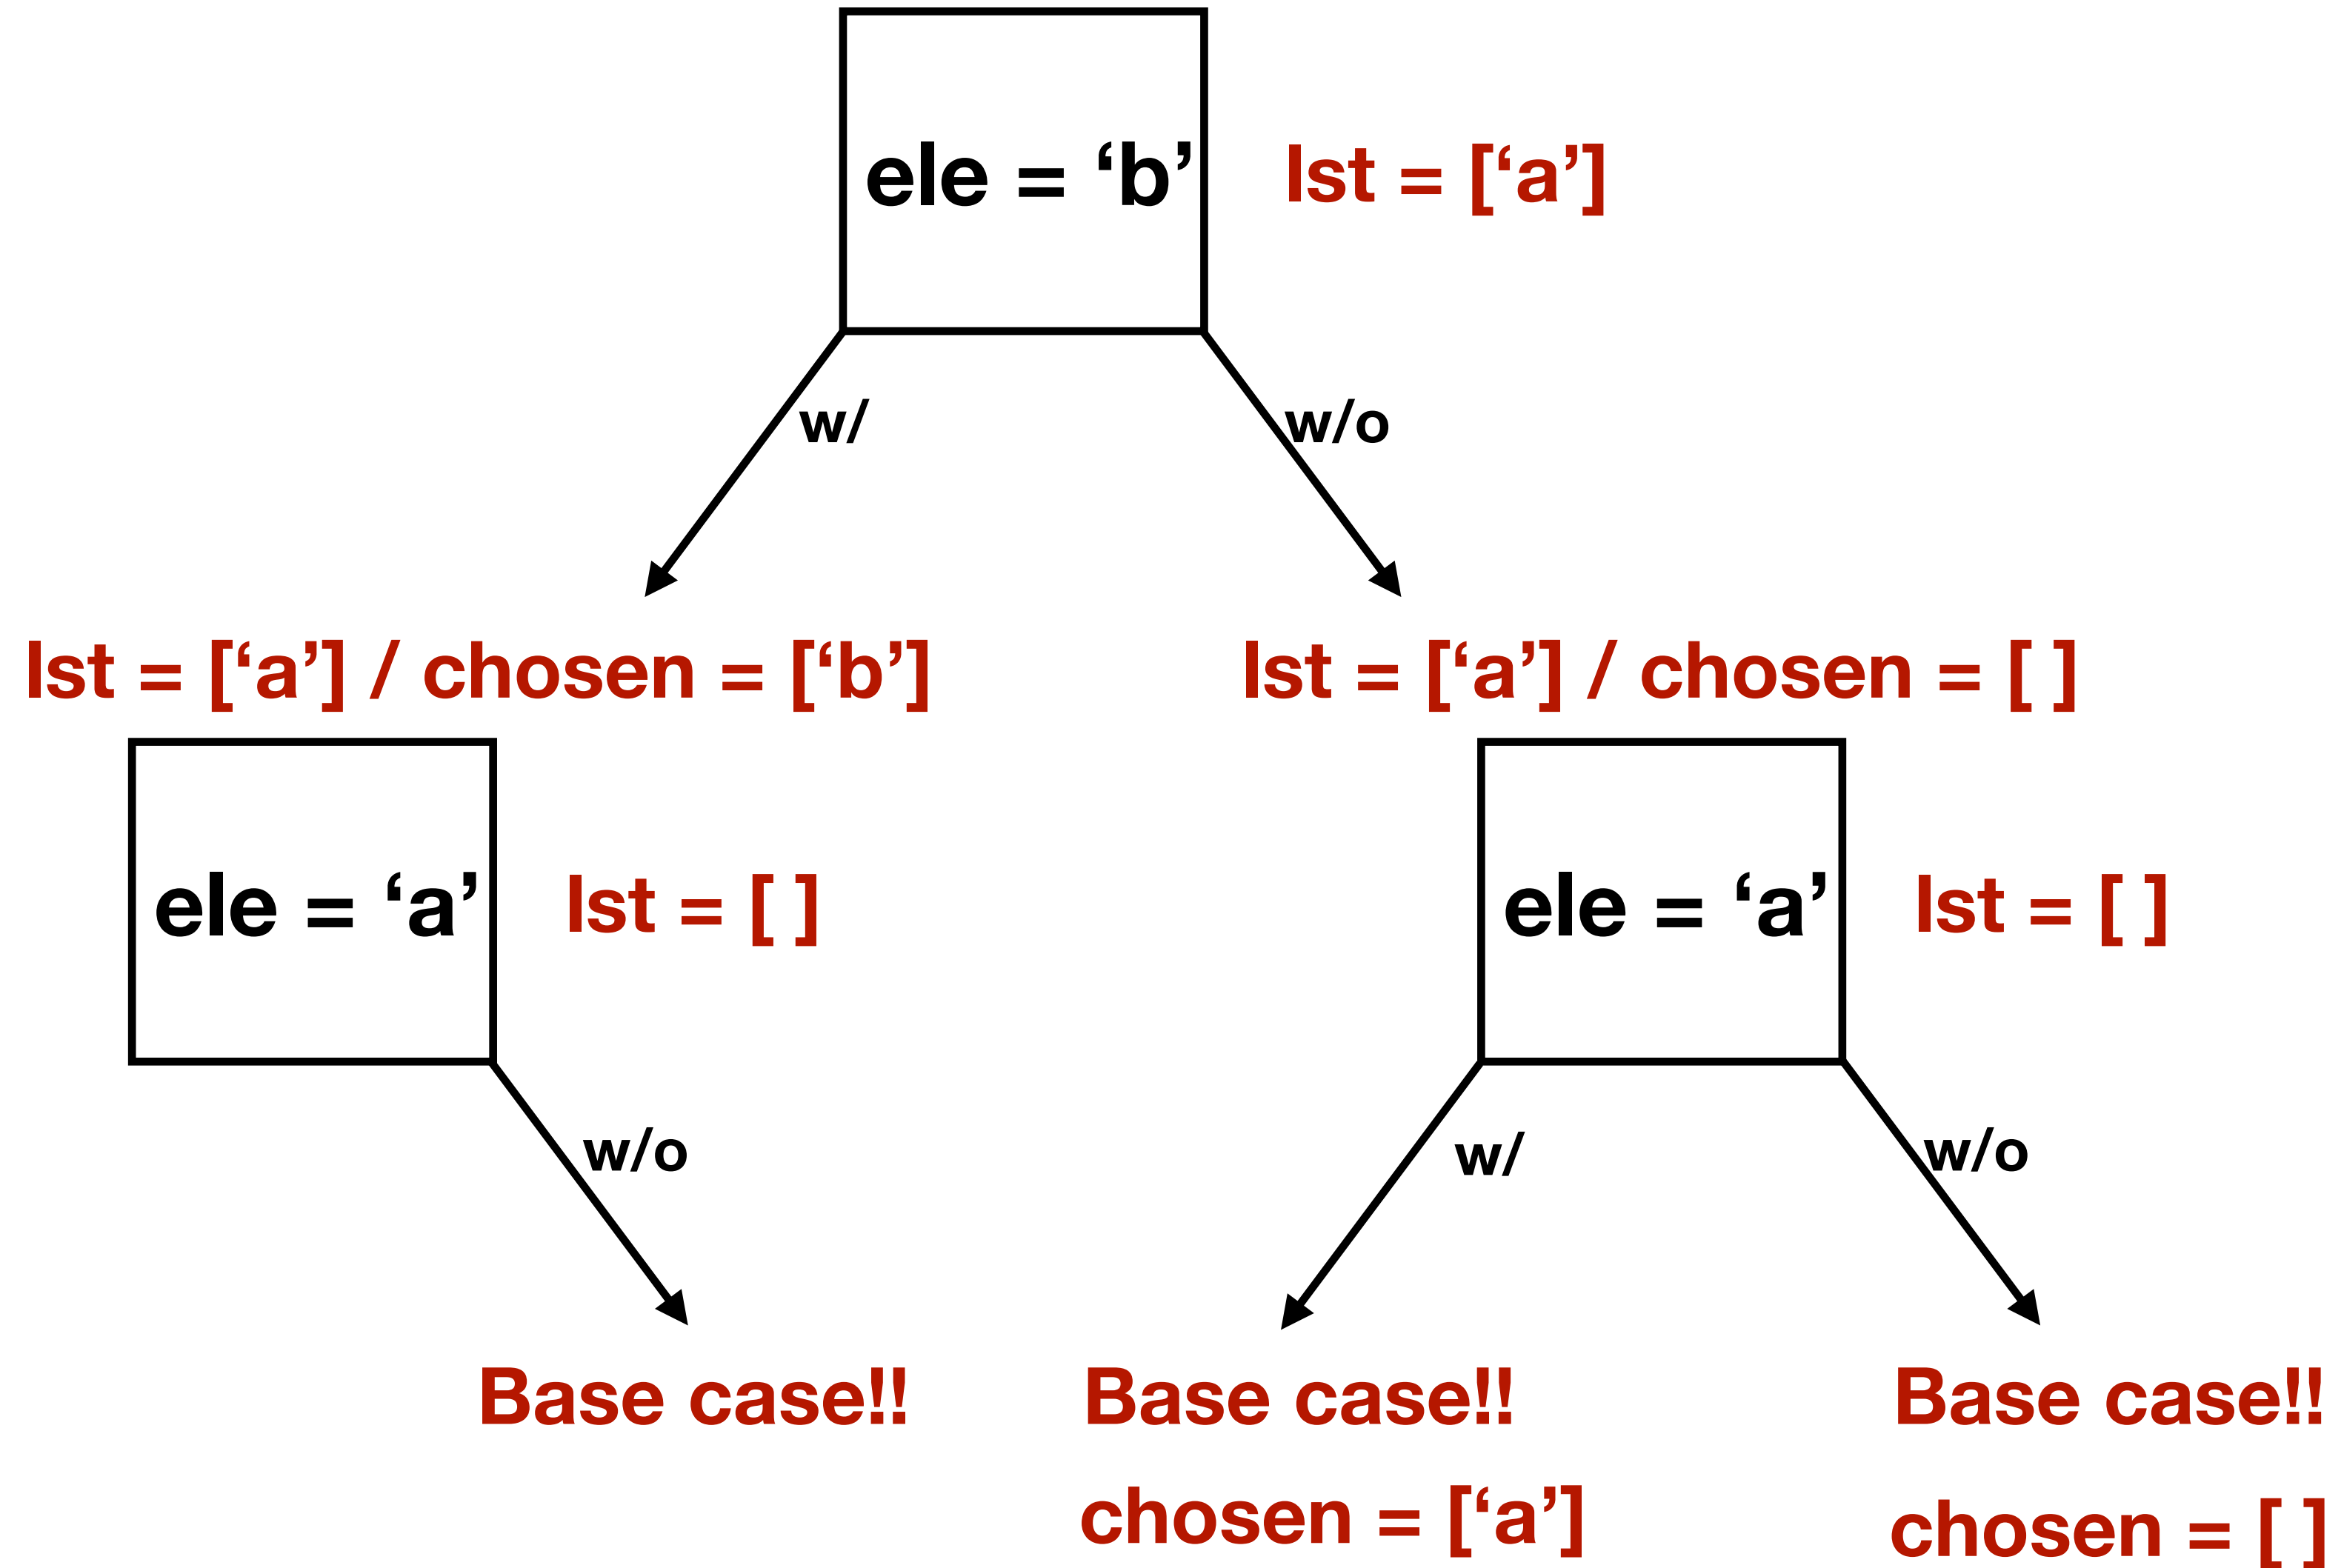 ele = ‘b’
lst = [‘a’]
w/
w/o
lst = [‘a’] / chosen = [‘b’]
lst = [‘a’] / chosen = [ ]
ele = ‘a’
lst = [ ]
ele = ‘a’
lst = [ ]
w/o
w/
w/o
Base case!!
Base case!!
Base case!!
chosen = [‘a’]
chosen = [ ]